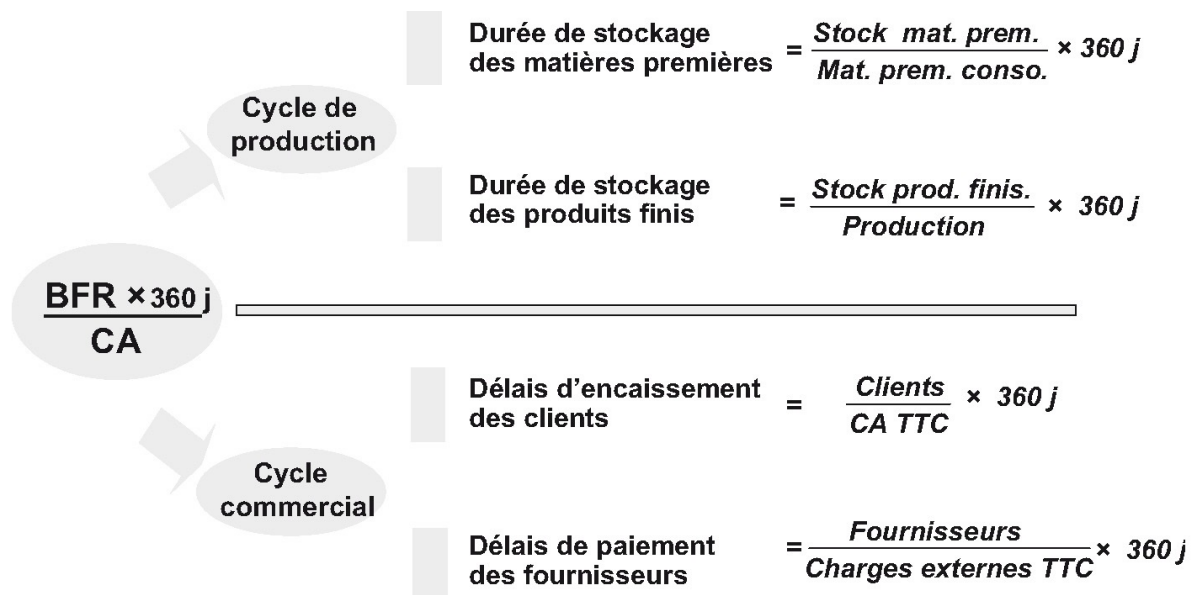 Durée de stockage
des matières premières = Stock mat. prem. / Mat. prem. conso. × 360 j
Cycle de
production
Durée de stockage
des produits finis = Stock prod. finis. / Production × 360 j
BFR × 360 j
CA
Délais d’encaissement
des clients = Clients / CA TTC × 360 j
Cycle
commercial
Délais de paiement
des fournisseurs = Fournisseurs / Charges externes TTC × 360 j